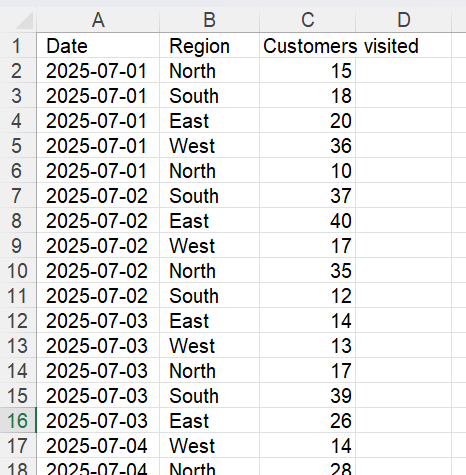 A B C D
1 Date Region Customers visited
2 2025-07-01 North 15
3 2025-07-01 South 18
4 2025-07-01 East 20
5 2025-07-01 West 36
6 2025-07-01 North 10
7 2025-07-02 South 37
8 2025-07-02 East 40
9 2025-07-02 West 17
10 2025-07-02 North 35
11 2025-07-02 South 12
12 2025-07-03 East 14
13 2025-07-03 West 13
14 2025-07-03 North 17
15 2025-07-03 South 39
16 2025-07-03 East 26
17 2025-07-04 West 14
18 2025-07-04 North 28